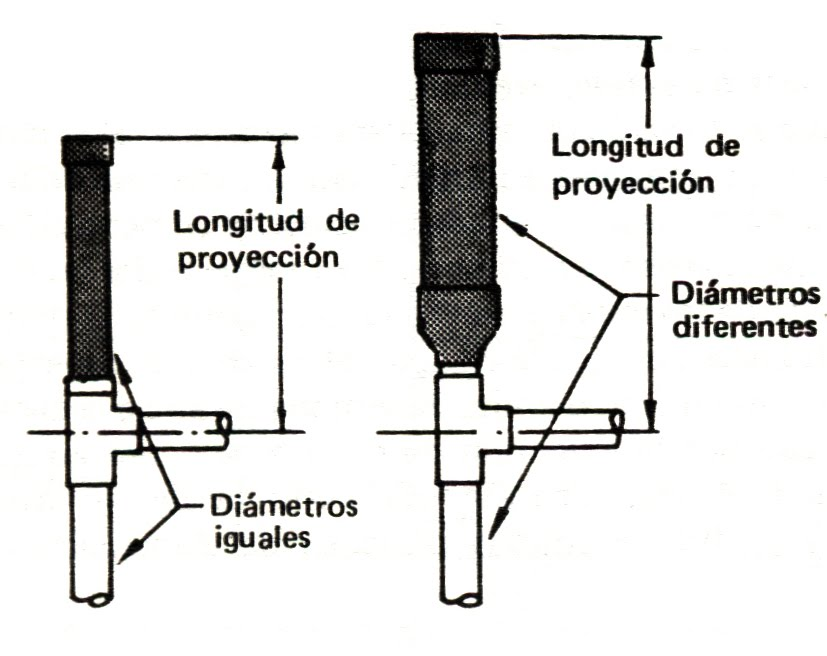 Longitud de
proyección
Diámetros
iguales
Longitud de
proyección
Diámetros
diferentes